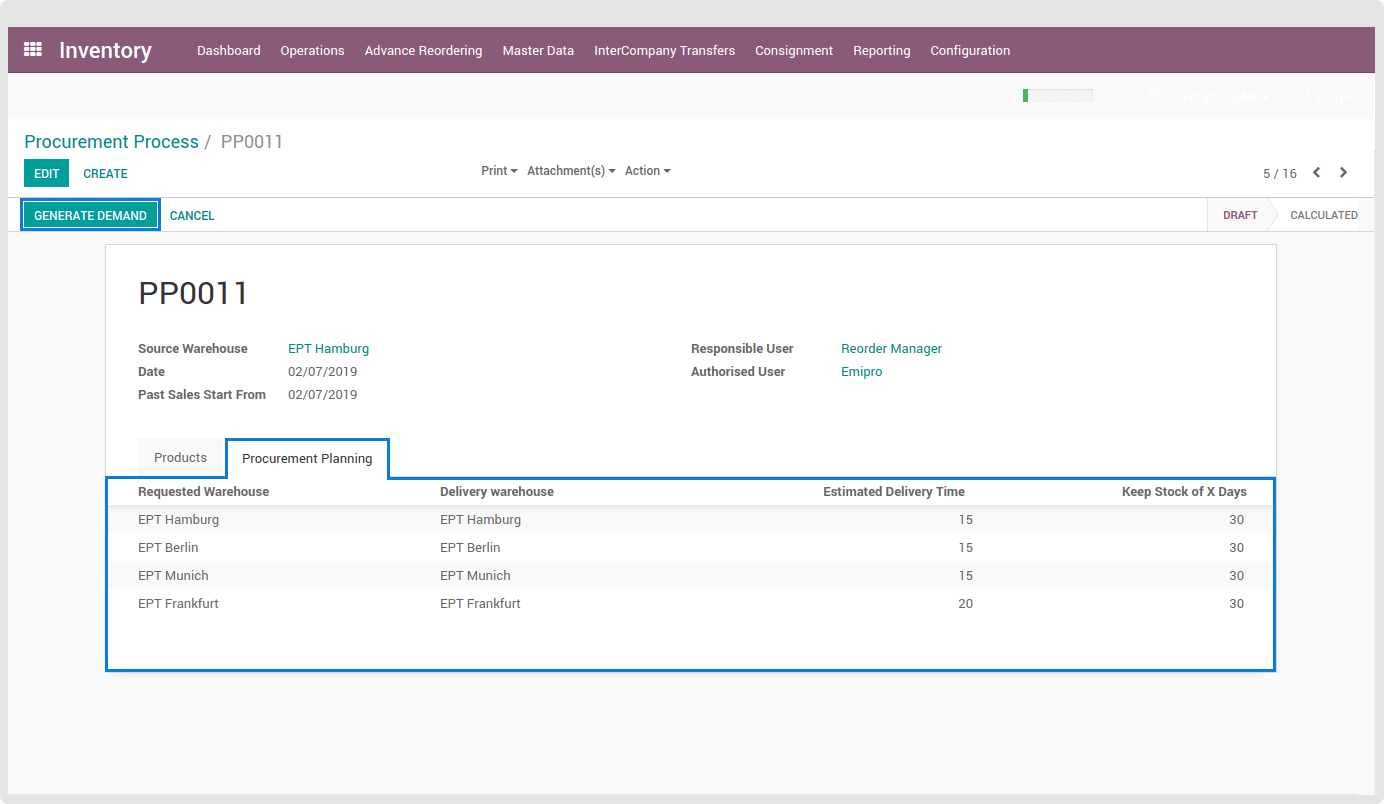 Inventory Dashboard Operations Advance Reordering Master Data InterCompany Transfers Consignment Reporting Configuration
Procurement Process / PP0011
EDIT CREATE Print Attachment(s) Action 5 / 16
GENERATE DEMAND CANCEL DRAFT CALCULATED
PP0011
Source Warehouse EPT Hamburg Responsible User Reorder Manager
Date 02/07/2019 Authorised User Emipro
Past Sales Start From 02/07/2019
Products Procurement Planning
Requested Warehouse Delivery warehouse Estimated Delivery Time Keep Stock of X Days
EPT Hamburg EPT Hamburg 15 30
EPT Berlin EPT Berlin 15 30
EPT Munich EPT Munich 15 30
EPT Frankfurt EPT Frankfurt 20 30